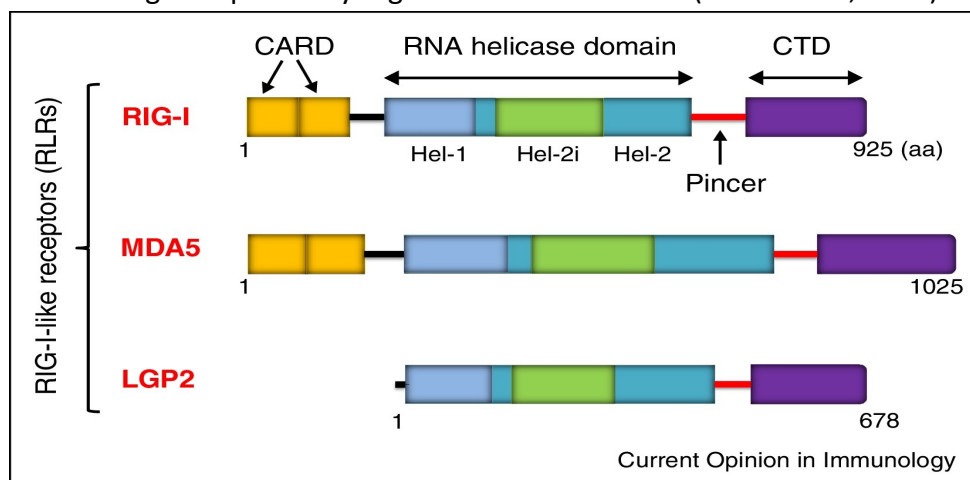 CARD RNA helicase domain CTD
RIG-I-like receptors (RLRs)
RIG-I
1 925 (aa)
Hel-1 Hel-2i Hel-2
Pincer
MDA5
1 1025
LGP2
1 678
Current Opinion in Immunology